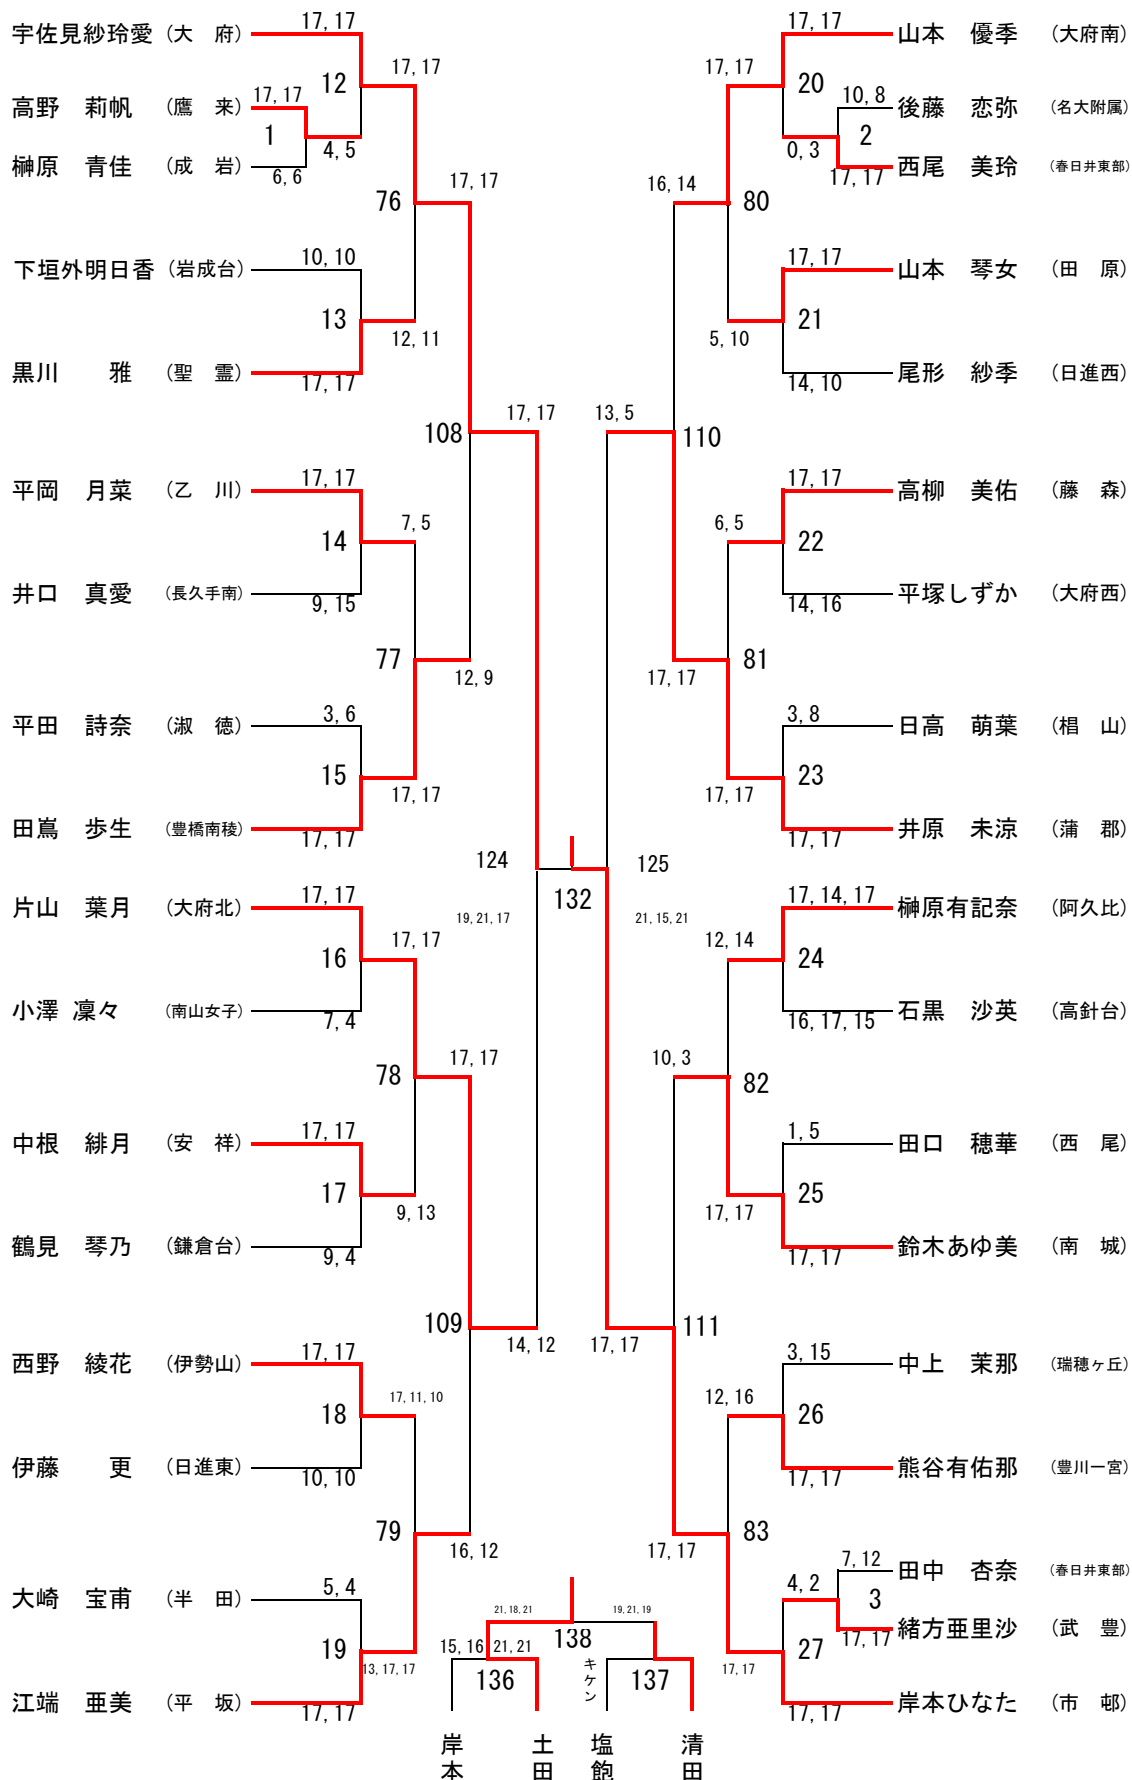 宇佐見紗玲愛 (大　府) 17, 17
12 17, 17
高野　莉帆 (鷹　来) 17, 17
1
榊原　青佳 (成　岩) 6, 6 4, 5
76 17, 17
下垣外明日香 (岩成台) 10, 10
13 12, 11
黒川　雅 (聖　霊) 17, 17
108 17, 17
平岡　月菜 (乙　川) 17, 17
14 7, 5
井口　真愛 (長久手南) 9, 15
77 12, 9
平田　詩奈 (淑　徳) 3, 6
15 17, 17
田嶌　歩生 (豊橋南稜) 17, 17
124 19, 21, 17
片山　葉月 (大府北) 17, 17
16 17, 17
小澤 凜々 (南山女子) 7, 4
78 17, 17
中根　緋月 (安　祥) 17, 17
17 9, 13
鶴見　琴乃 (鎌倉台) 9, 4
109 14, 12
西野　綾花 (伊勢山) 17, 17
18 17, 11, 10
伊藤　更 (日進東) 10, 10
79 16, 12
大崎　宝甫 (半　田) 5, 4
19 13, 17, 17
江端　亜美 (平　坂) 17, 17
132
17, 17 山本　優季 (大府南)
17, 17 20
10, 8 後藤　恋弥 (名大附属)
2
0, 3 17, 17 西尾　美玲 (春日井東部)
16, 14 80
17, 17 山本　琴女 (田　原)
5, 10 21
14, 10 尾形　紗季 (日進西)
13, 5 110
17, 17 高柳　美佑 (藤　森)
6, 5 22
14, 16 平塚しずか (大府西)
17, 17 81
3, 8 日高　萌葉 (椙　山)
17, 17 23
17, 17 井原　未涼 (蒲　郡)
125 21, 15, 21
17, 14, 17 榊原有記奈 (阿久比)
12, 14 24
16, 17, 15 石黒　沙英 (高針台)
10, 3 82
1, 5 田口　穂華 (西　尾)
17, 17 25
17, 17 鈴木あゆ美 (南　城)
17, 17 111
3, 15 中上　茉那 (瑞穂ヶ丘)
12, 16 26
17, 17 熊谷有佑那 (豊川一宮)
17, 17 83
7, 12 田中　杏奈 (春日井東部)
4, 2 3
17, 17 緒方亜里沙 (武　豊)
17, 17 27
17, 17 岸本ひなた (市　邨)
21, 18, 21 138 19, 21, 19
15, 16 136 21, 21
キケン 137
岸本
土田
塩飽
清田